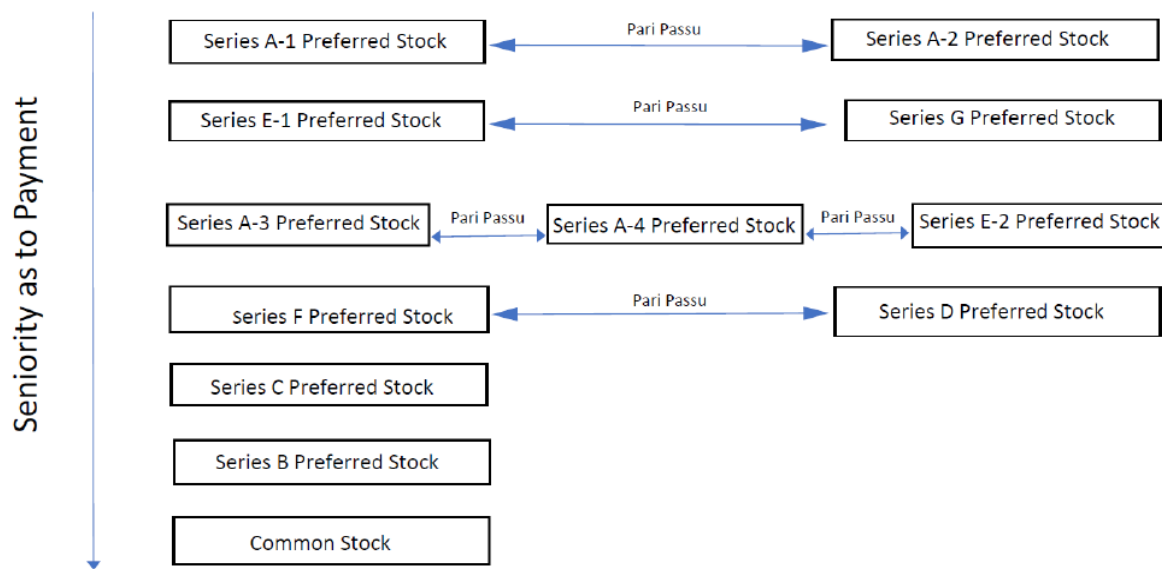 Seniority as to Payment
Series A-1 Preferred Stock
Pari Passu
Series A-2 Preferred Stock
Series E-1 Preferred Stock
Pari Passu
Series G Preferred Stock
Series A-3 Preferred Stock
Pari Passu
Series A-4 Preferred Stock
Pari Passu
Series E-2 Preferred Stock
Series F Preferred Stock
Pari Passu
Series D Preferred Stock
Series C Preferred Stock
Series B Preferred Stock
Common Stock